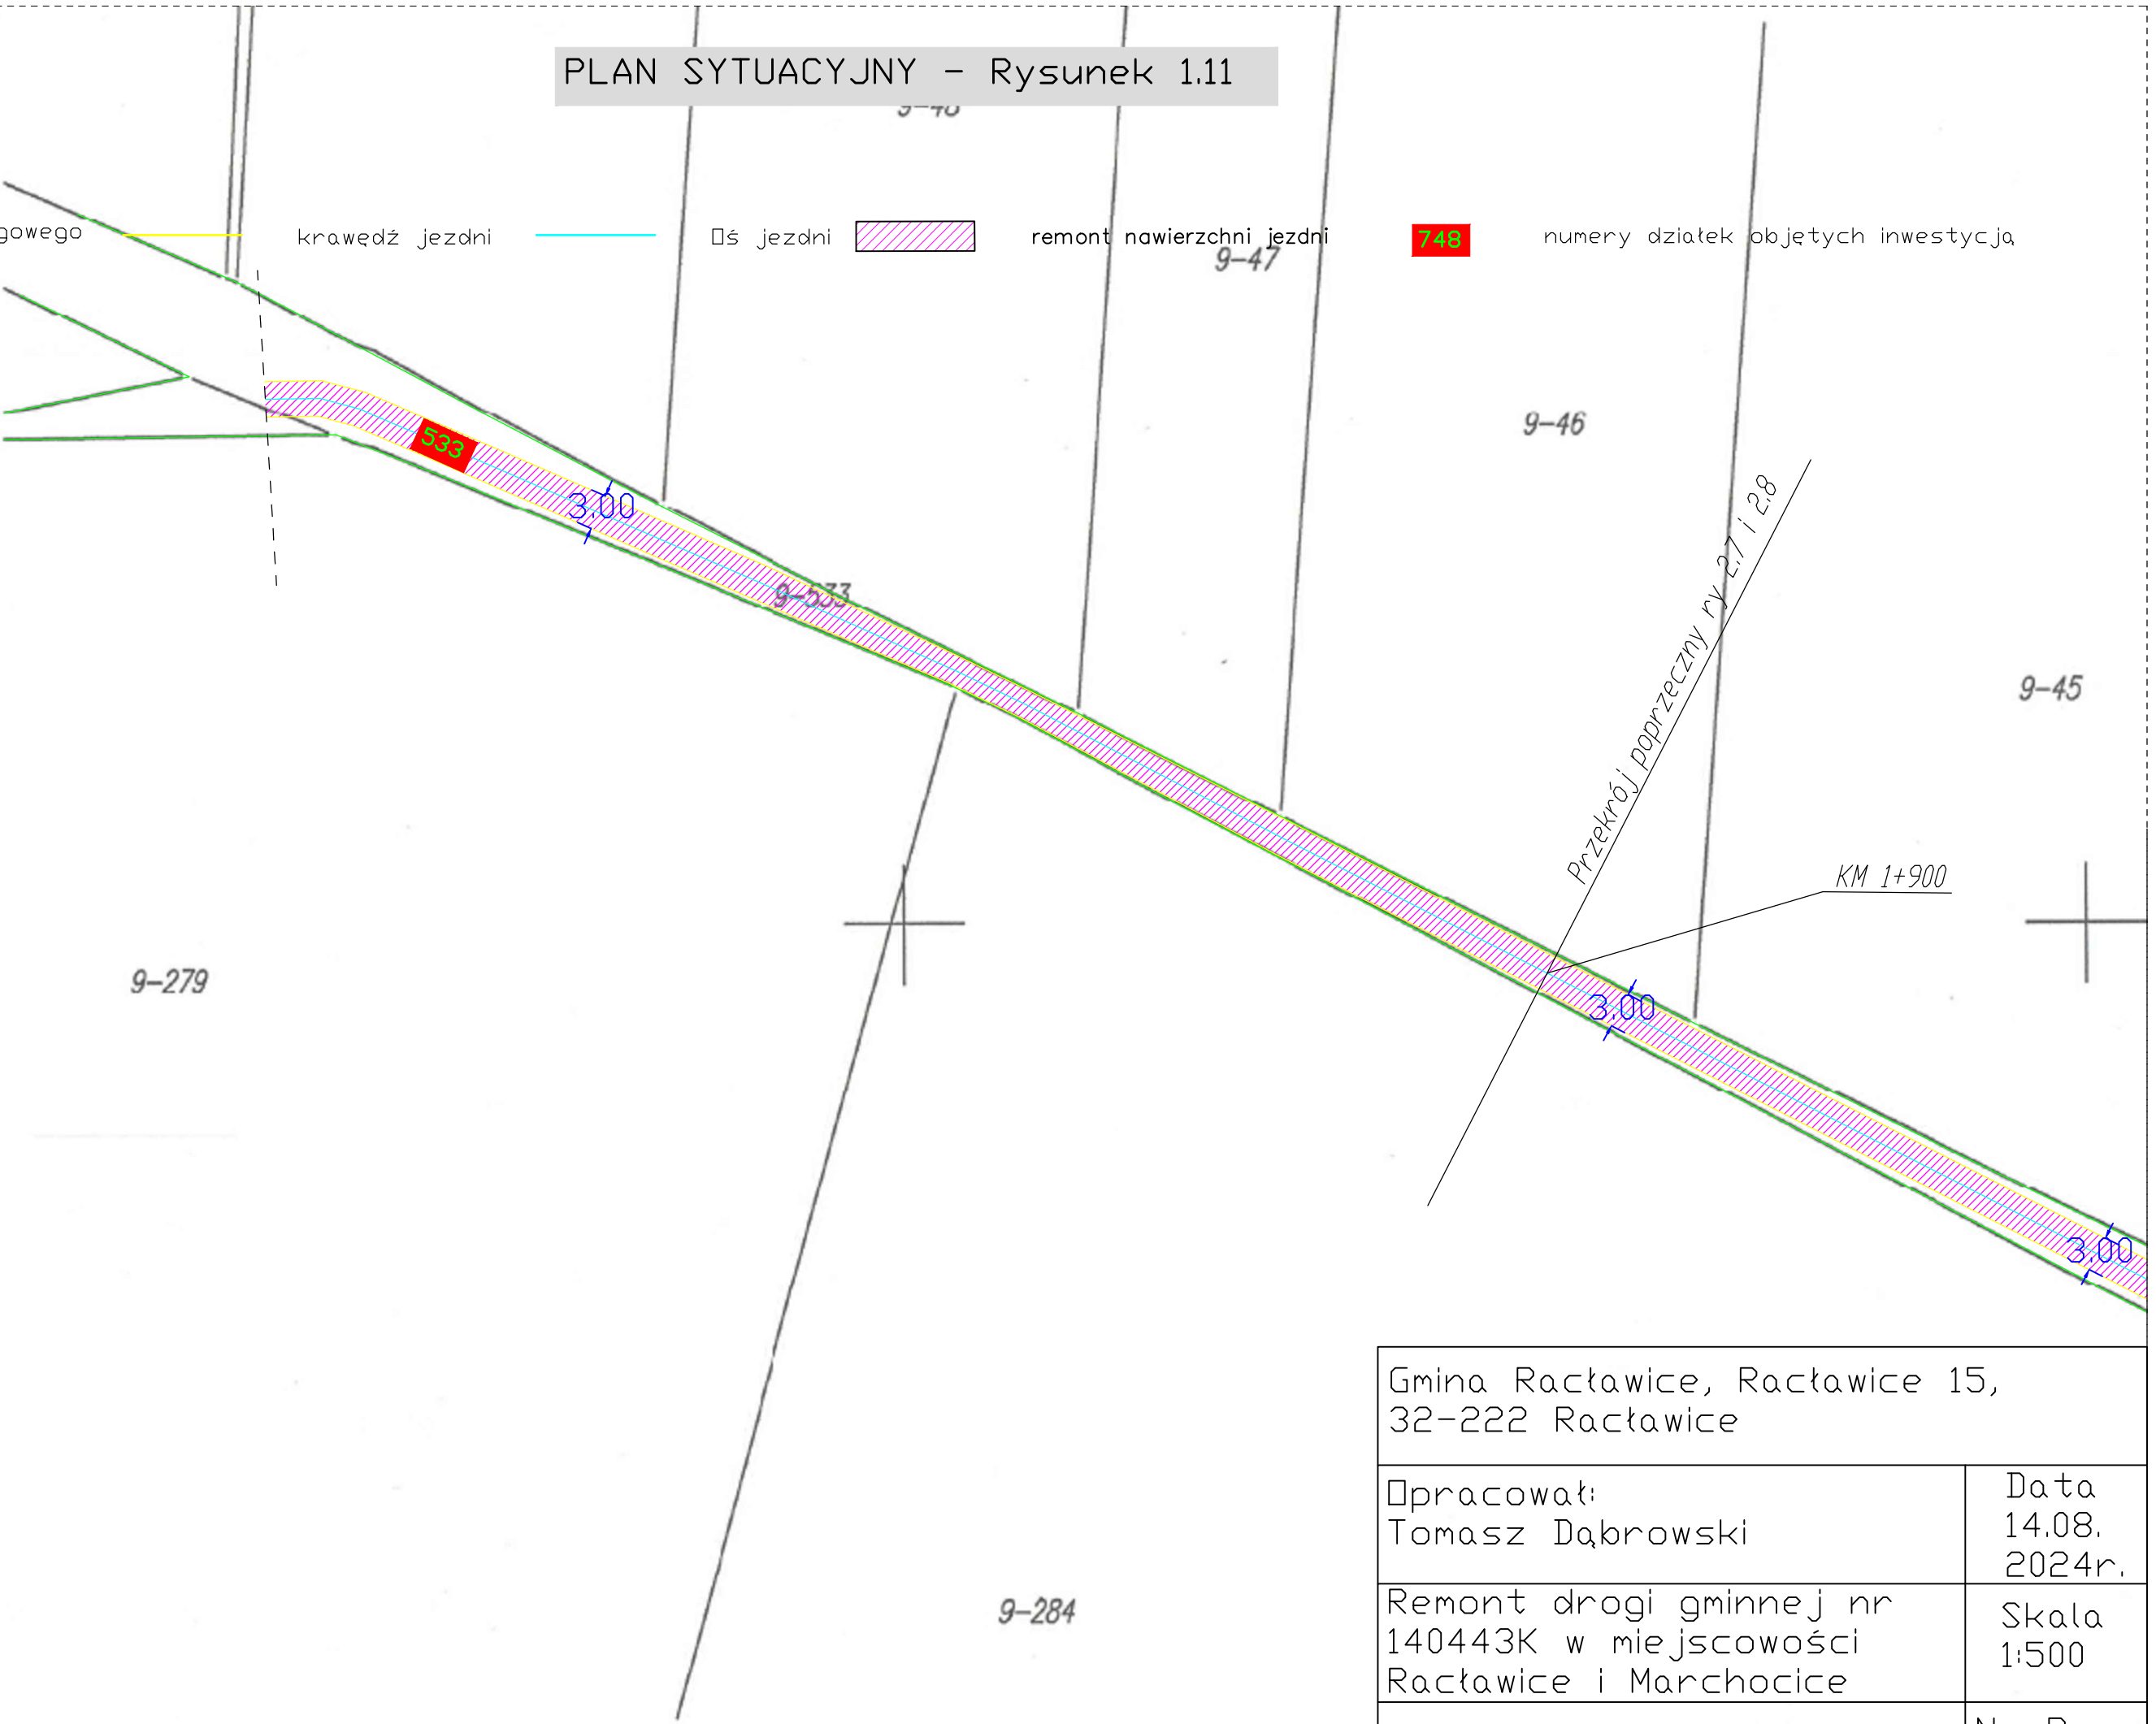 PLAN SYTUACYJNY - Rysunek 1.11
gowego
krawędź jezdni
Oś jezdni
remont nawierzchni jezdni
748
numery działek objętych inwestycją
9-47
9-46
533
3.00
9-533
Przekrój poprzeczny ry 2.7 i 2.8
9-45
KM 1+900
9-279
3.00
3.00
9-284
Gmina Racławice, Racławice 15,
32-222 Racławice
Opracował:
Tomasz Dąbrowski
Data
14.08.
2024r.
Remont drogi gminnej nr
140443K w miejscowości
Racławice i Marchocice
Skala
1:500